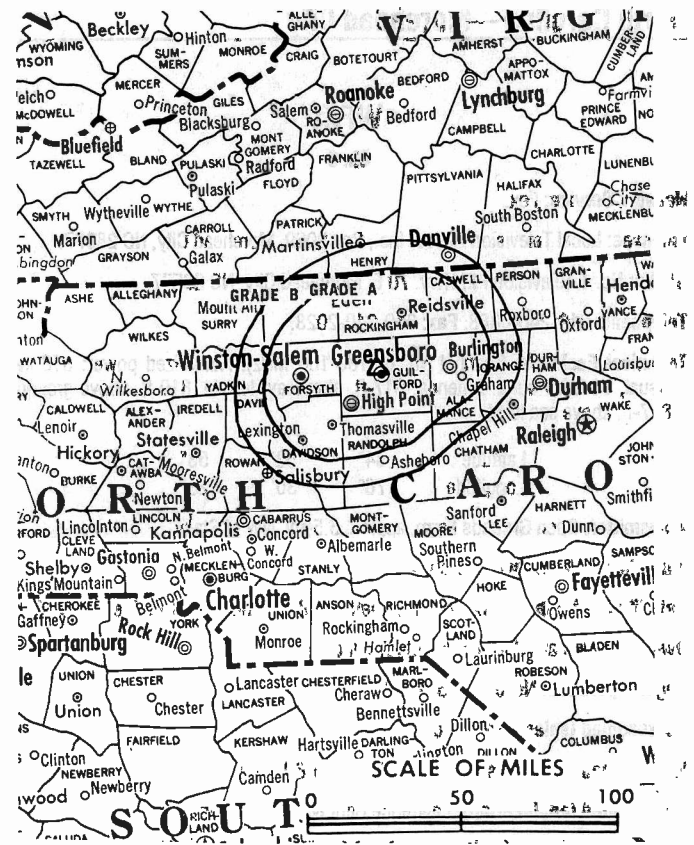 ALLE-
GHANY
V I R G
Beckley
Hinton
WYOMING
SUM-
MERS
MONROE
CRAIG
BOTETOURT
AMHERST
BUCKINGHAM
CUMBER-
LAND
MERCER
BEDFORD
APPO-
MATTOX
McDOWELL
Princeton
GILES
Roanoke
Lynchburg
Blacksburg
Salem
RO-
ANOKE
Bedford
PRINCE
EDWARD
Bluefield
MONT
GOMERY
CAMPBELL
TAZEWELL
BLAND
PULASKI
Radford
FRANKLIN
CHARLOTTE
Pulaski
FLOYD
PITTSYLVANIA
HALIFAX
Chase
City
SMYTH
Wytheville
WYTHE
South Boston
Marion
CARROLL
PATRICK
Martinsville
Danville
GRAYSON
Galax
HENRY
ASHE
ALLEGHANY
GRADE B
GRADE A
CASWELL
PERSON
GRAN-
VILLE
SURRY
Reidsville
Roxboro
Oxford
VANCE
WILKES
ROCKINGHAM
WATAUGA
Winston-Salem
Greensboro
Burlington
N.
Wilkesboro
YADKIN
FORSYTH
GUIL-
FORD
Graham
ORANGE
DUR-
HAM
Durham
CALDWELL
ALEX-
ANDER
IREDELL
High Point
ALA-
MANCE
WAKE
Lenoir
Statesville
Lexington
Thomasville
Chapel Hill
Raleigh
Hickory
DAVIDSON
RANDOLPH
CHATHAM
BURKE
CAT-
AWBA
Mooresville
ROWAN
Salisbury
Asheboro
Newton
O R T H C A R O
Lincolnton
LINCOLN
CABARRUS
MONT-
GOMERY
Sanford
LEE
HARNETT
CLEVE
LAND
Kannapolis
Concord
MOORE
Dunn
Gastonia
N. Belmont
W.
Concord
Albemarle
Southern
Pines
Shelby
MECKLEN-
BURG
STANLY
CUMBERLAND
Kings Mountain
Belmont
Charlotte
HOKE
Fayettevill
CHEROKEE
Gaffney
YORK
UNION
ANSON
RICHMOND
Owens
Spartanburg
Rock Hill
Monroe
Rockingham
Hamlet
SCOT-
LAND
BLADEN
Laurinburg
UNION
CHESTER
Lancaster
CHESTERFIELD
MARL-
BORO
ROBESON
Lumberton
Union
Chester
LANCASTER
Cheraw
Bennettsville
FAIRFIELD
KERSHAW
Hartsville
DARLING-
TON
Dillon
DILLON
COLUMBUS
Clinton
NEWBERRY
Newberry
Camden
SCALE OF MILES
0 50 100
S O U T
RICH-
LAND